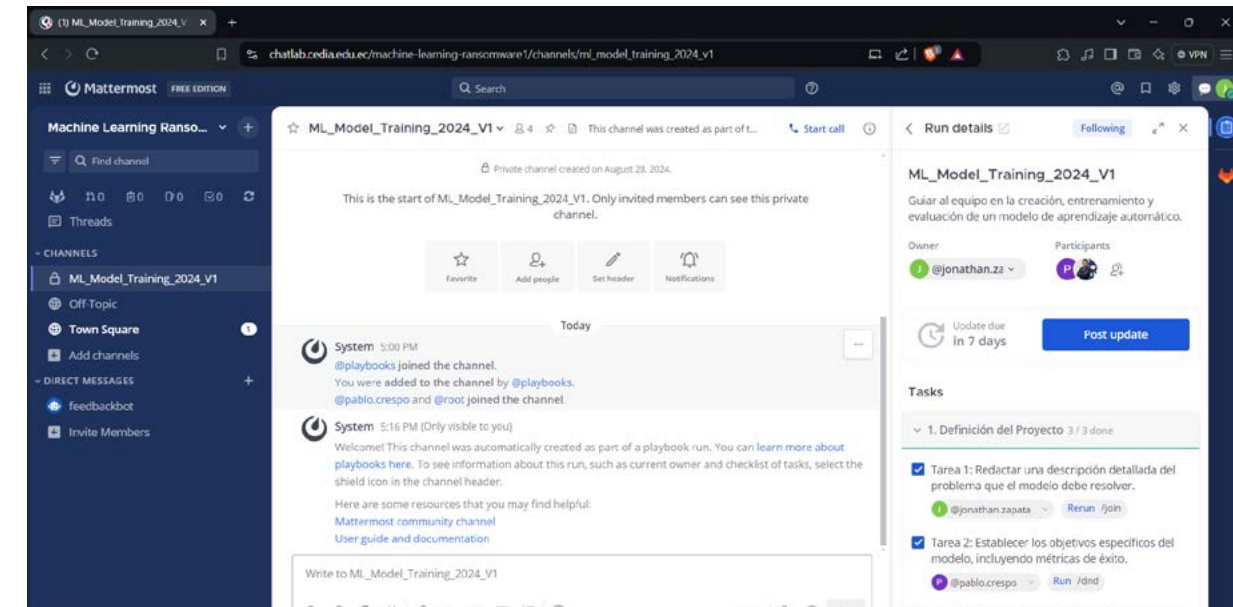 (1) ML_Model_Training_2024_V
chatlab.cedia.edu.ec/machine-learning-ransomware1/channels/ml_model_training_2024_v1
VPN
Mattermost FREE EDITION
Search
Machine Learning Ranso...
Find channel
0 0 0 0
Threads
CHANNELS
ML_Model_Training_2024_V1
Off-Topic
Town Square 1
Add channels
DIRECT MESSAGES
feedbackbot
Invite Members
ML_Model_Training_2024_V1 4 This channel was created as part of t... Start call
Private channel created on August 23, 2024.
This is the start of ML_Model_Training_2024_V1. Only invited members can see this private
channel.
Favorite Add people Set header Notifications
Today
System 5:00 PM
@playbooks joined the channel.
You were added to the channel by @playbooks.
@pablo.crespo and @root joined the channel.
System 5:16 PM (Only visible to you)
Welcome! This channel was automatically created as part of a playbook run. You can learn more about
playbooks here. To see information about this run, such as current owner and checklist of tasks, select the
shield icon in the channel header.
Here are some resources that you may find helpful:
Mattermost community channel
User guide and documentation
Write to ML_Model_Training_2024_V1
Run details Following
ML_Model_Training_2024_V1
Guiar al equipo en la creación, entrenamiento y
evaluación de un modelo de aprendizaje automático.
Owner Participants
J @jonathan.za P
Update due
in 7 days
Post update
Tasks
1. Definición del Proyecto 3 / 3 done
Tarea 1: Redactar una descripción detallada del
problema que el modelo debe resolver.
J @jonathan.zapata Rerun /join
Tarea 2: Establecer los objetivos específicos del
modelo, incluyendo métricas de éxito.
P @pablo.crespo Run /dnd